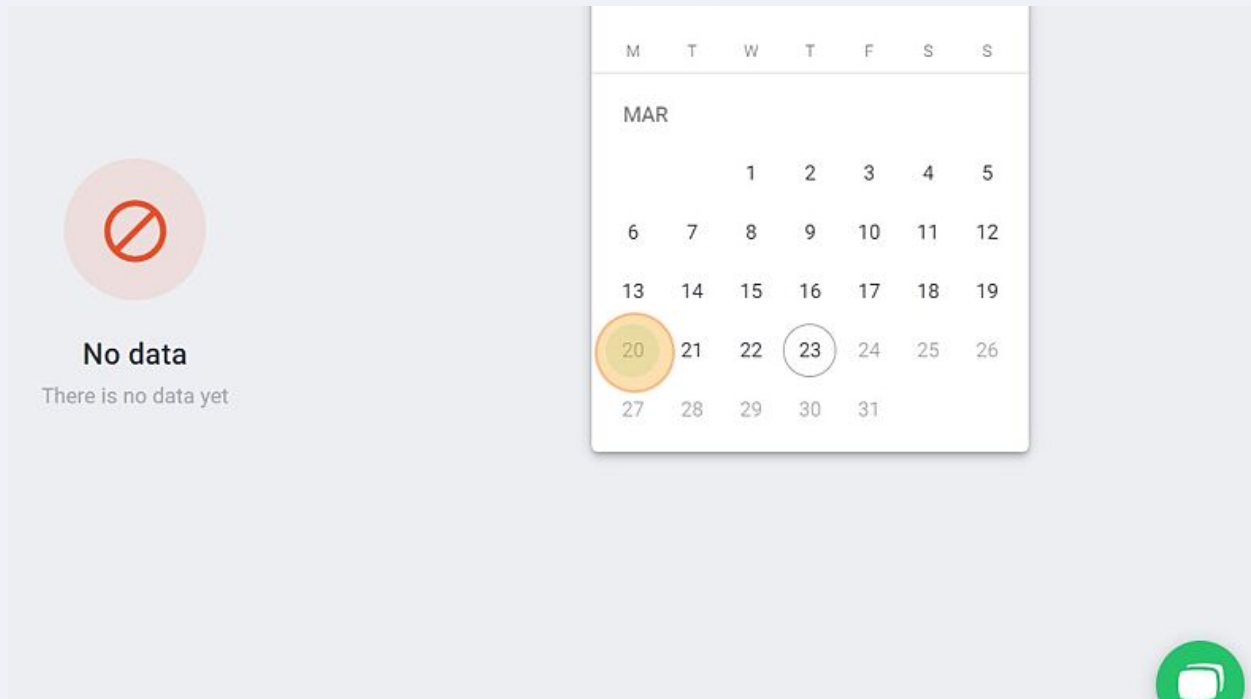 M T W T F S S
MAR
1 2 3 4 5
6 7 8 9 10 11 12
13 14 15 16 17 18 19
20 21 22 23 24 25 26
27 28 29 30 31
No data
There is no data yet